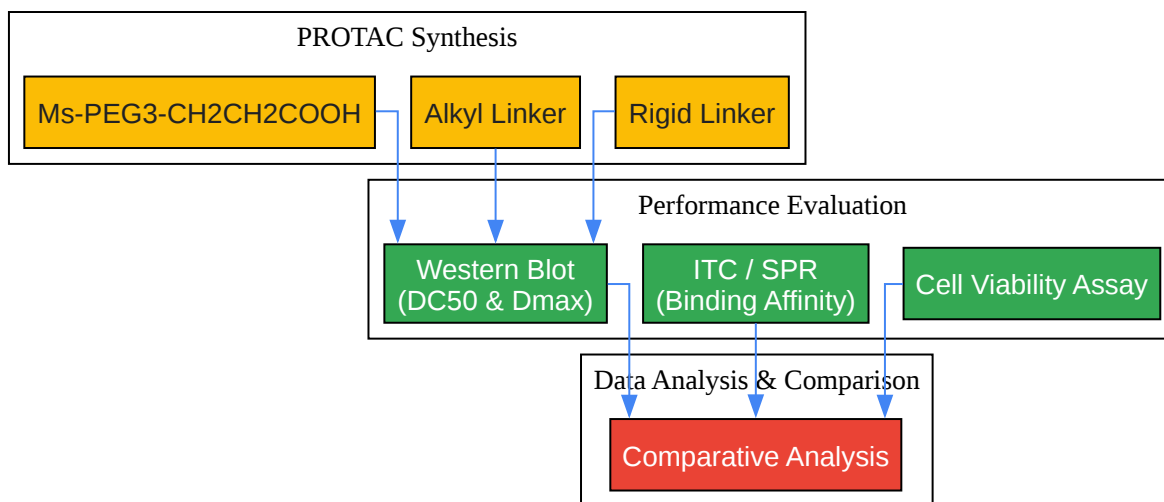 PROTAC Synthesis
Ms-PEG3-CH2CH2COOH
Alkyl Linker
Rigid Linker
Performance Evaluation
Western Blot
(DC50 & Dmax)
ITC / SPR
(Binding Affinity)
Cell Viability Assay
Data Analysis & Comparison
Comparative Analysis